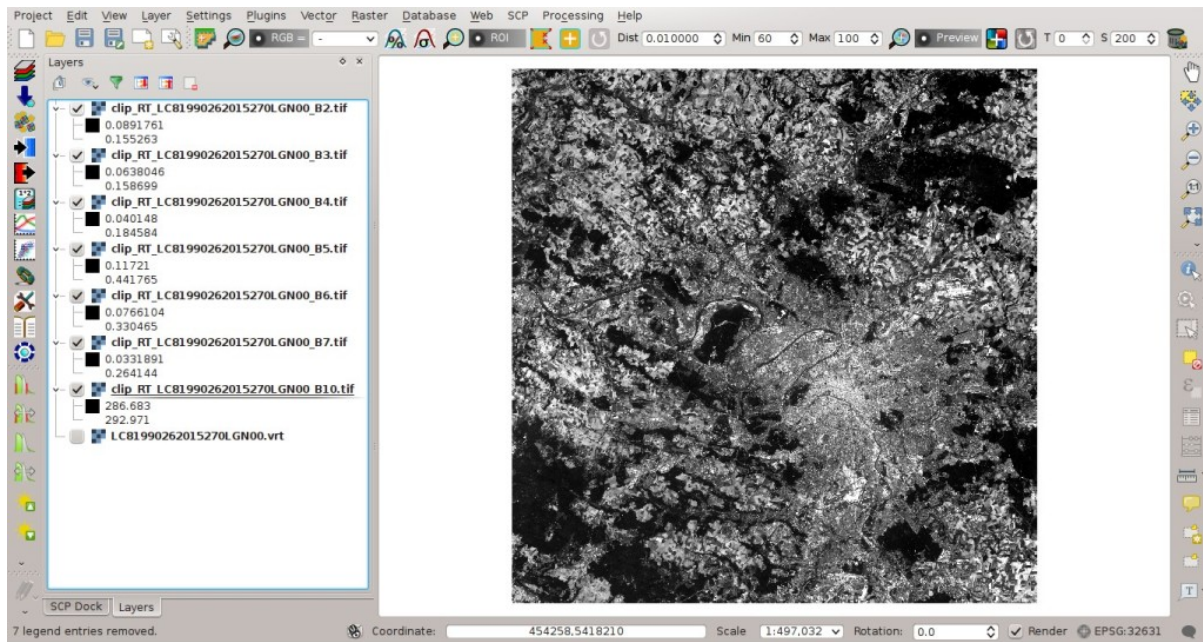 Project Edit View Layer Settings Plugins Vector Raster Database Web SCP Processing Help
RGB = - ROI Dist 0.010000 Min 60 Max 100 Preview T 0 S 200
Layers
clip_RT_LC81990262015270LGN00_B2.tif
0.0891761
0.155263
clip_RT_LC81990262015270LGN00_B3.tif
0.0638046
0.158699
clip_RT_LC81990262015270LGN00_B4.tif
0.040148
0.184584
clip_RT_LC81990262015270LGN00_B5.tif
0.11721
0.441765
clip_RT_LC81990262015270LGN00_B6.tif
0.0766104
0.330465
clip_RT_LC81990262015270LGN00_B7.tif
0.0331891
0.264144
clip_RT_LC81990262015270LGN00_B10.tif
286.683
292.971
LC81990262015270LGN00.vrt
SCP Dock Layers
7 legend entries removed. Coordinate: 454258,5418210 Scale 1:497,032 Rotation: 0.0 Render EPSG:32631